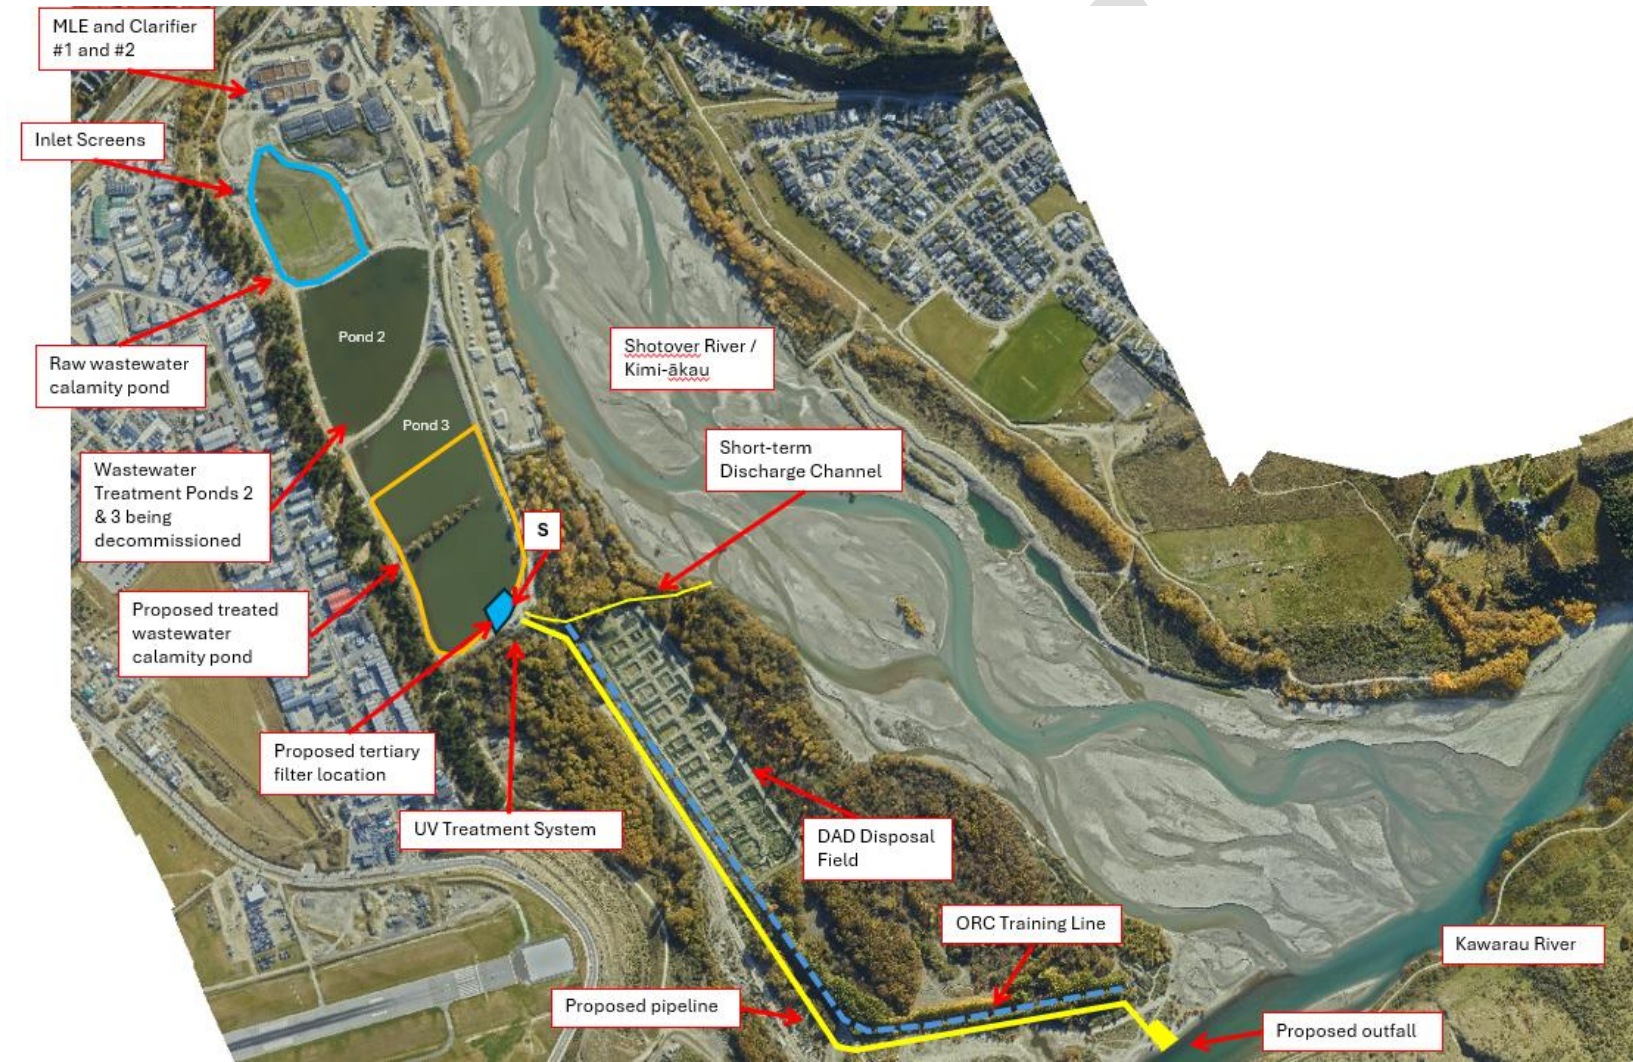 MLE and Clarifier
#1 and #2
Inlet Screens
Pond 2
Shotover River /
Kimi-ākau
Raw wastewater
calamity pond
Pond 3
Short-term
Discharge Channel
Wastewater
Treatment Ponds 2
& 3 being
decommissioned
S
Proposed treated
wastewater
calamity pond
Proposed tertiary
filter location
UV Treatment System
DAD Disposal
Field
ORC Training Line
Kawarau River
Proposed pipeline
Proposed outfall